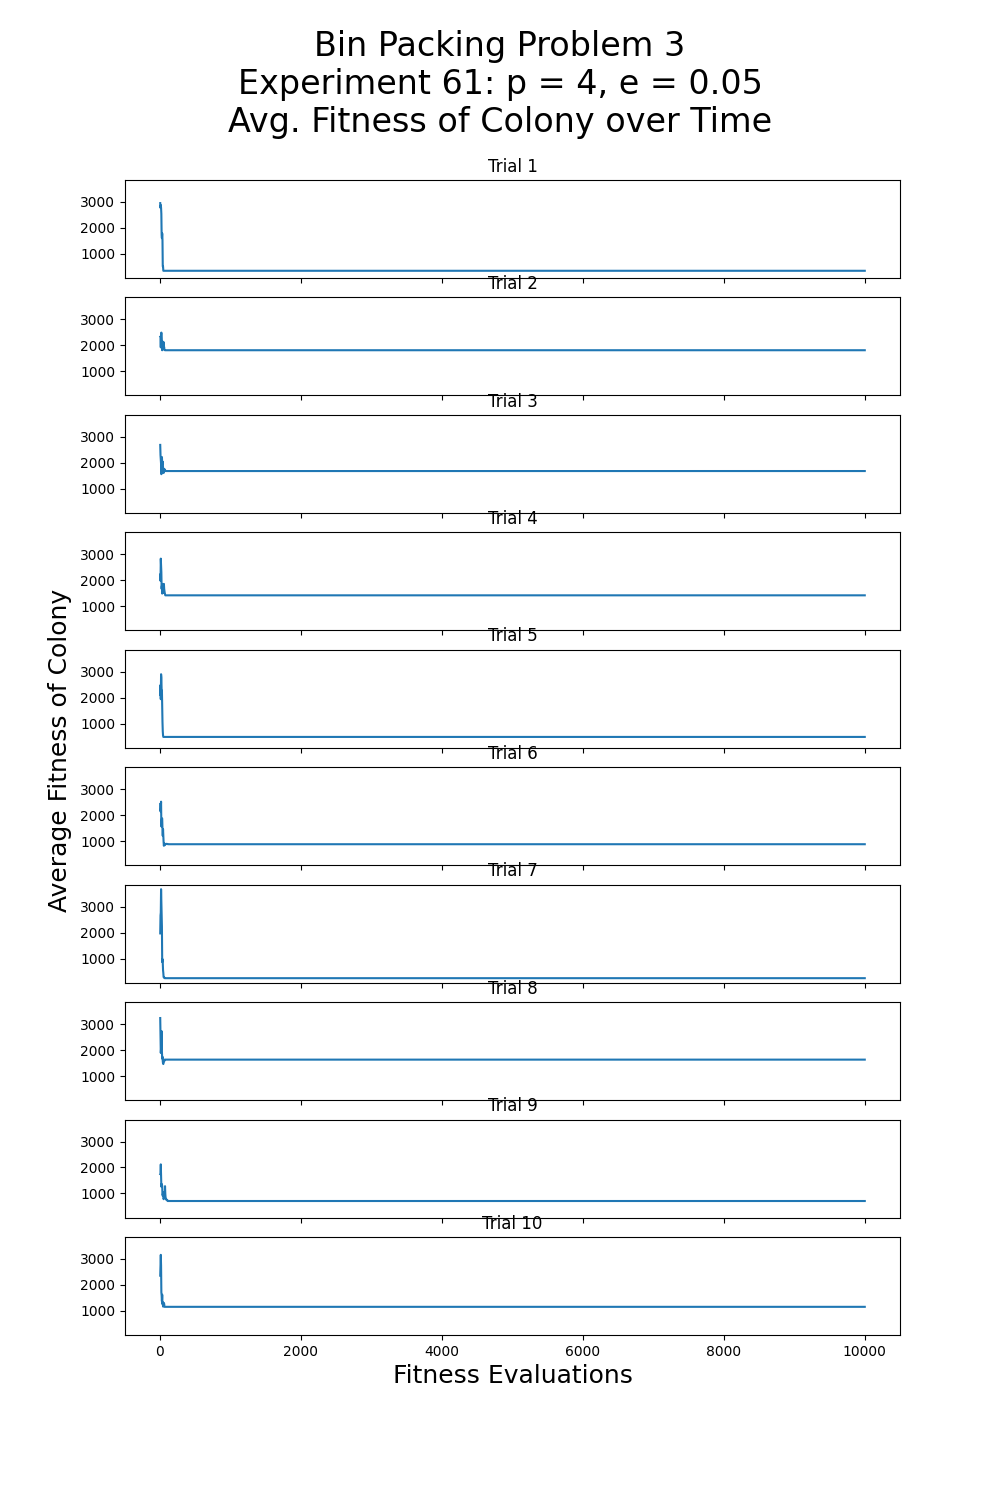 Bin Packing Problem 3
Experiment 61: p = 4, e = 0.05
Avg. Fitness of Colony over Time
Trial 1
3000
2000
1000
Trial 2
3000
2000
1000
Trial 3
3000
2000
1000
Trial 4
3000
2000
1000
Trial 5
3000
2000
1000
Trial 6
3000
2000
1000
Trial 7
3000
2000
1000
Trial 8
3000
2000
1000
Trial 9
3000
2000
1000
Trial 10
3000
2000
1000
0 2000 4000 6000 8000 10000
Fitness Evaluations
Average Fitness of Colony